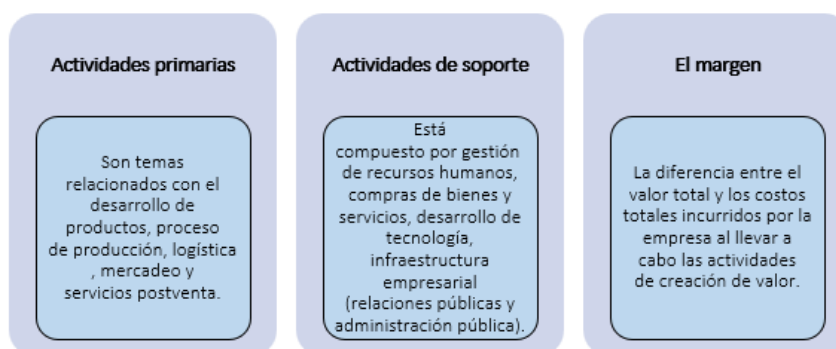 Actividades primarias
Son temas
relacionados con el
desarrollo de
productos, proceso
de producción, logística
, mercadeo y
servicios postventa.
Actividades de soporte
Está
compuesto por gestión
de recursos humanos,
compras de bienes y
servicios, desarrollo de
tecnología,
infraestructura
empresarial
(relaciones públicas y
administración pública).
El margen
La diferencia entre el
valor total y los costos
totales incurridos por la
empresa al llevar a
cabo las actividades
de creación de valor.